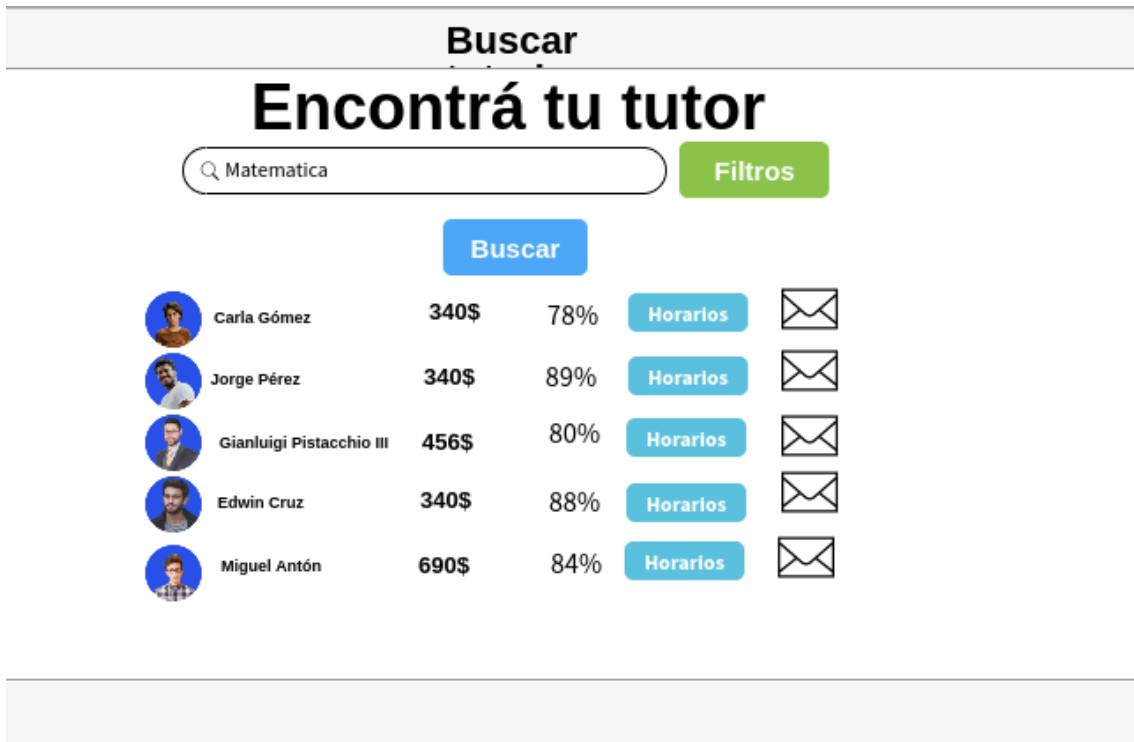 Buscar
Encontrá tu tutor
Matematica
Filtros
Buscar
Carla Gómez 340$ 78% Horarios
Jorge Pérez 340$ 89% Horarios
Gianluigi Pistacchio III 456$ 80% Horarios
Edwin Cruz 340$ 88% Horarios
Miguel Antón 690$ 84% Horarios